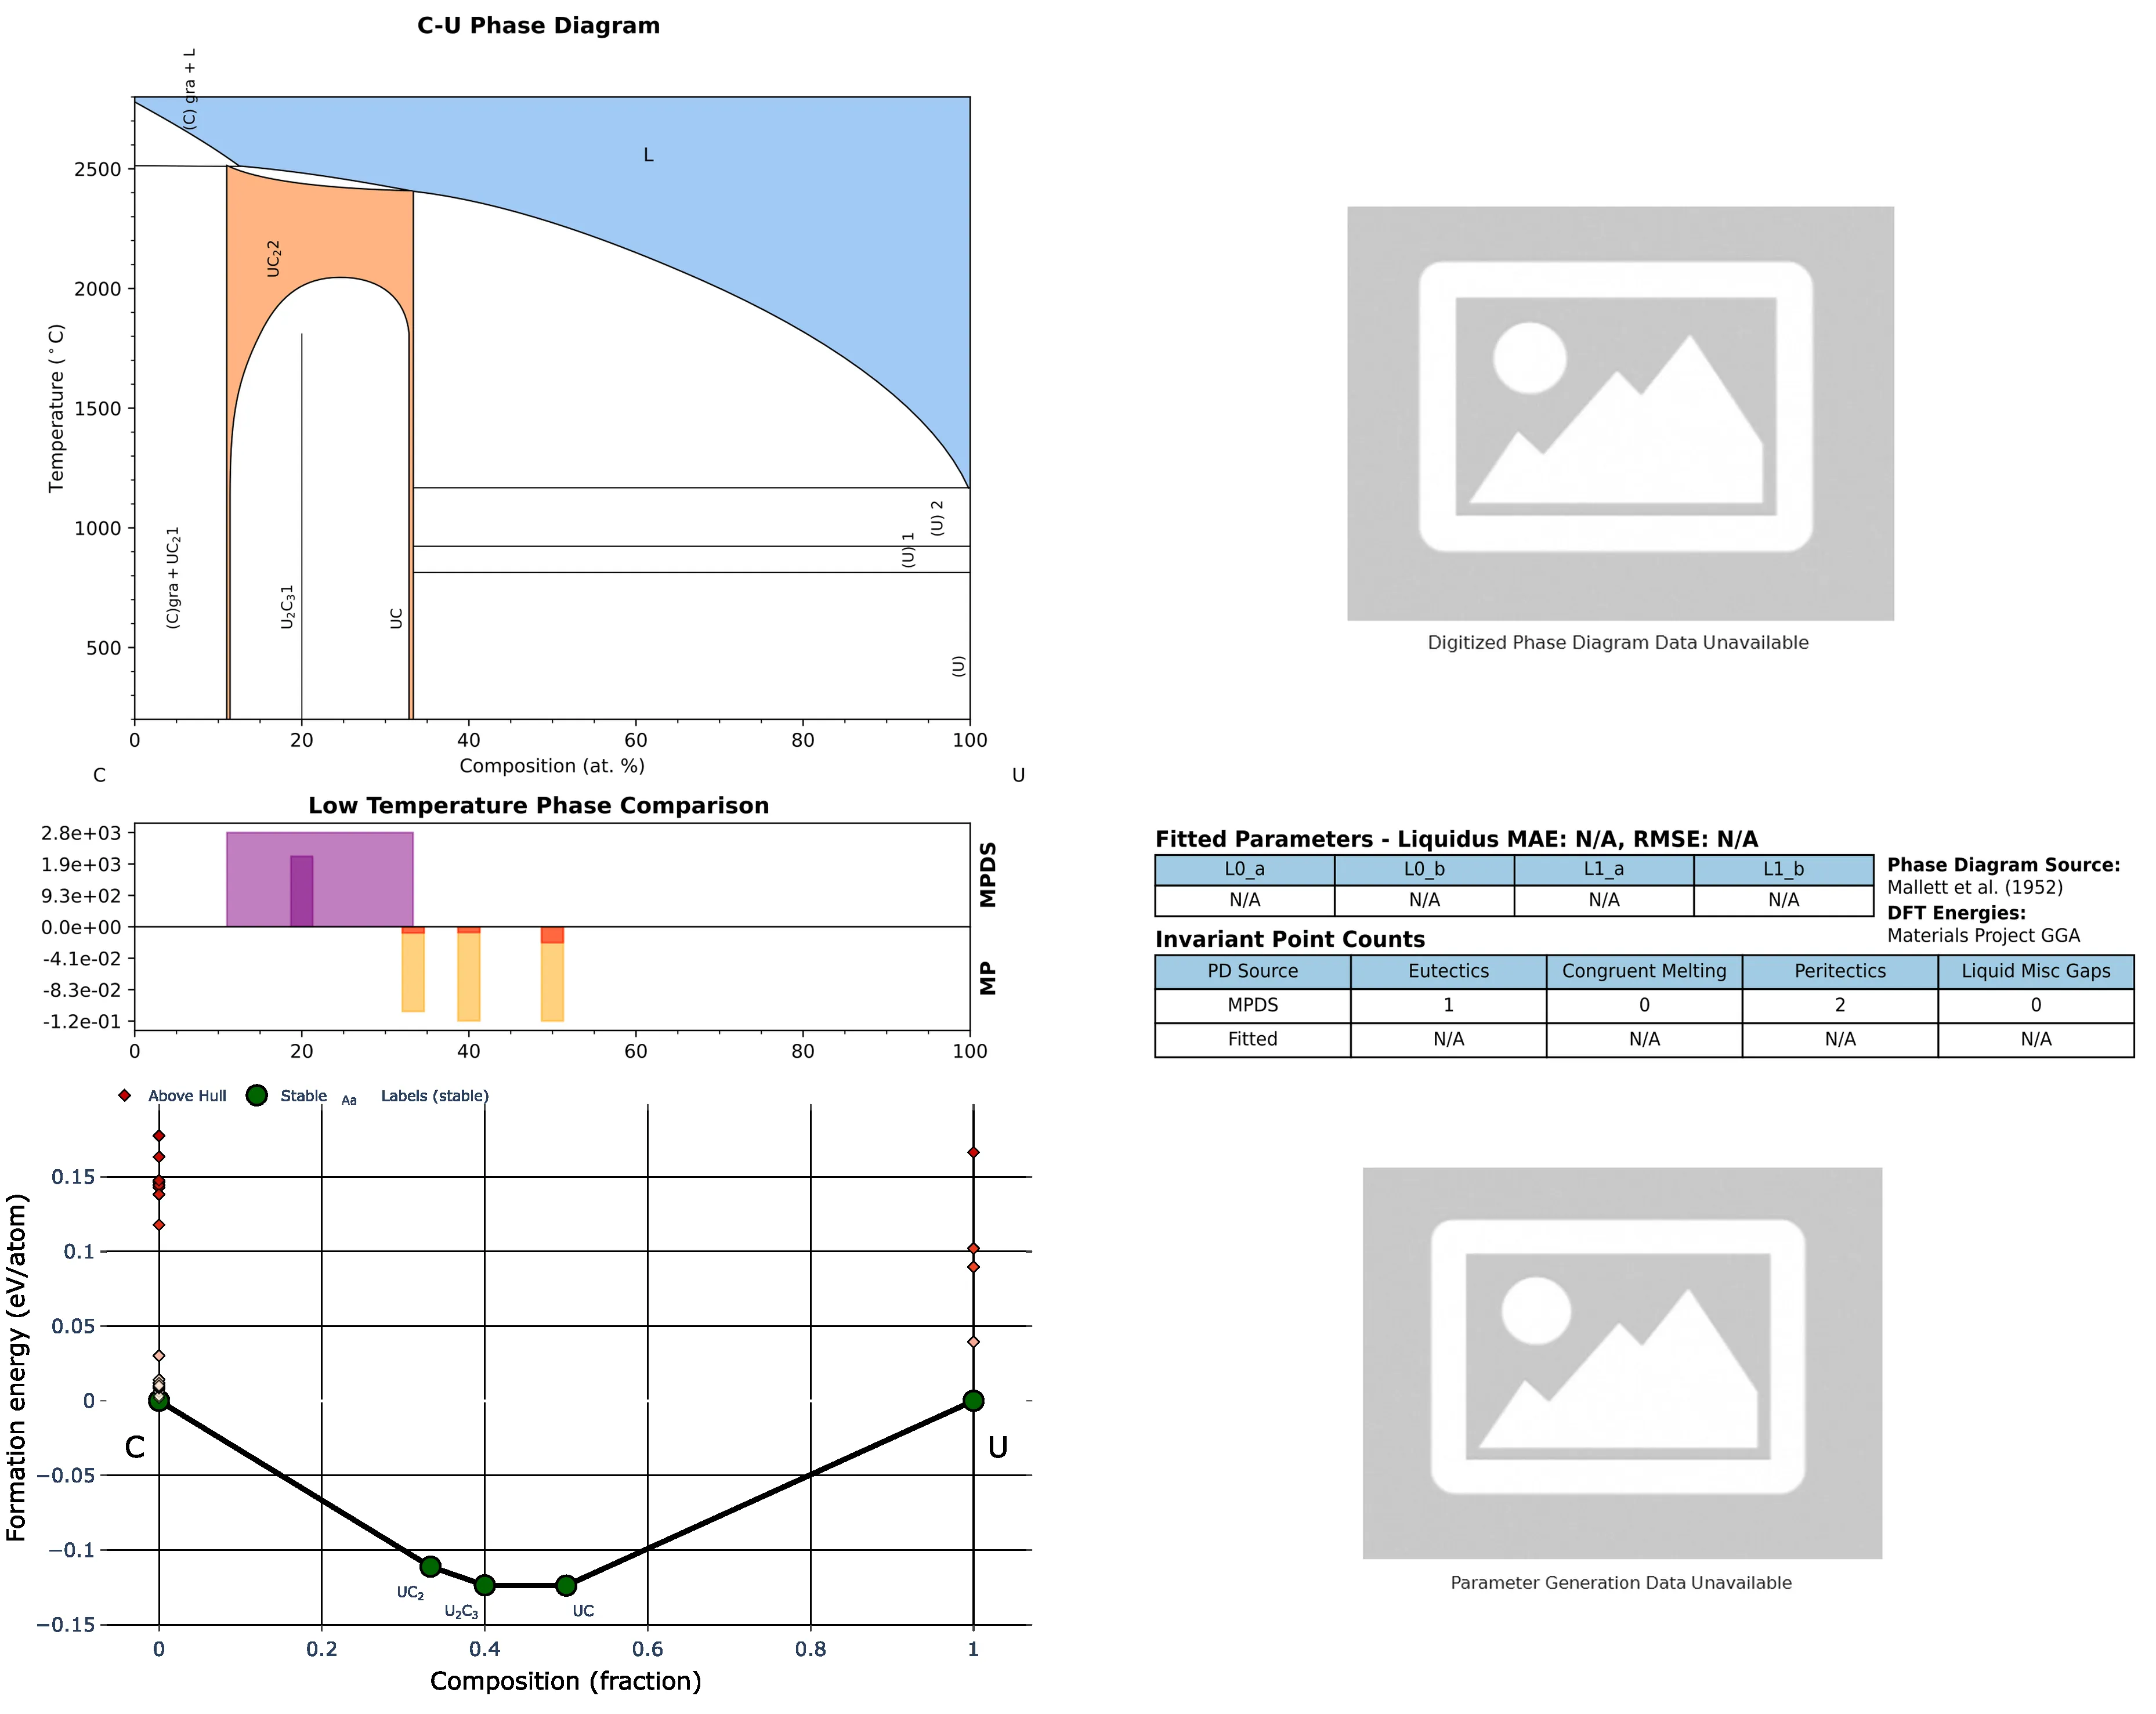 C-U Phase Diagram
(C) gra + L
L
UC₂2
(C)gra + UC₂1
U₂C₃1
UC
(U) 2
(U) 1
(U)
Temperature (°C)
2500
2000
1500
1000
500
0 20 40 60 80 100
Composition (at. %)
C
U
Digitized Phase Diagram Data Unavailable
Low Temperature Phase Comparison
2.8e+03
1.9e+03
9.3e+02
0.0e+00
-4.1e-02
-8.3e-02
-1.2e-01
MPDS
MP
0 20 40 60 80 100
Fitted Parameters - Liquidus MAE: N/A, RMSE: N/A
L0_a L0_b L1_a L1_b
N/A N/A N/A N/A
Phase Diagram Source:
Mallett et al. (1952)
DFT Energies:
Materials Project GGA
Invariant Point Counts
PD Source Eutectics Congruent Melting Peritectics Liquid Misc Gaps
MPDS 1 0 2 0
Fitted N/A N/A N/A N/A
Above Hull Stable Aa Labels (stable)
Formation energy (eV/atom)
0.15
0.1
0.05
0
−0.05
−0.1
−0.15
C
U
UC₂
U₂C₃
UC
0 0.2 0.4 0.6 0.8 1
Composition (fraction)
Parameter Generation Data Unavailable